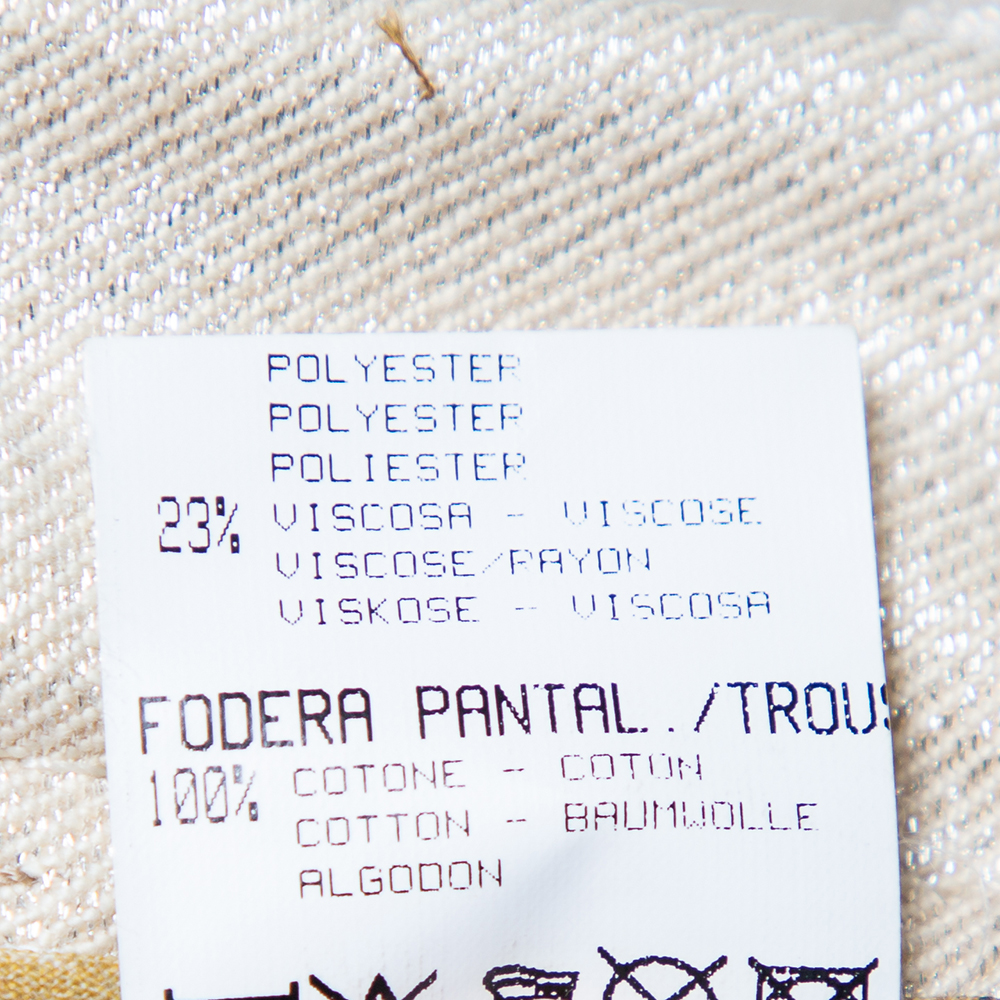 POLYESTER
POLYESTER
POLIESTER
23% VISCOSA - VISCOSE
VISCOSE/RAYON
VISKOSE - VISCOSA
FODERA PANTAL./TROUS
100% COTONE - COTON
COTTON - BAUMWOLLE
ALGODON